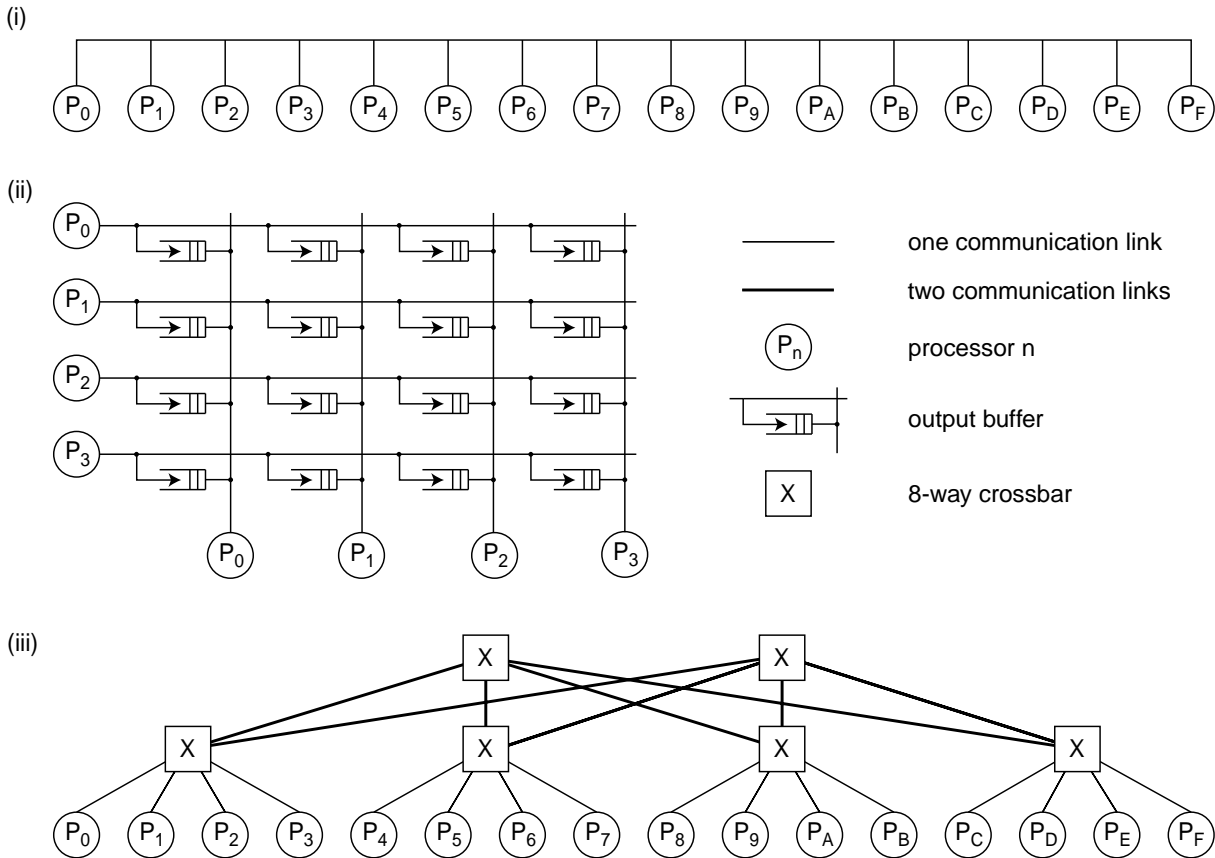 (i)
P0 P1 P2 P3 P4 P5 P6 P7 P8 P9 PA PB PC PD PE PF
(ii)
P0
P1
P2
P3
P0 P1 P2 P3
one communication link
two communication links
Pn processor n
output buffer
X 8-way crossbar
(iii)
X X
X X X X
P0 P1 P2 P3 P4 P5 P6 P7 P8 P9 PA PB PC PD PE PF